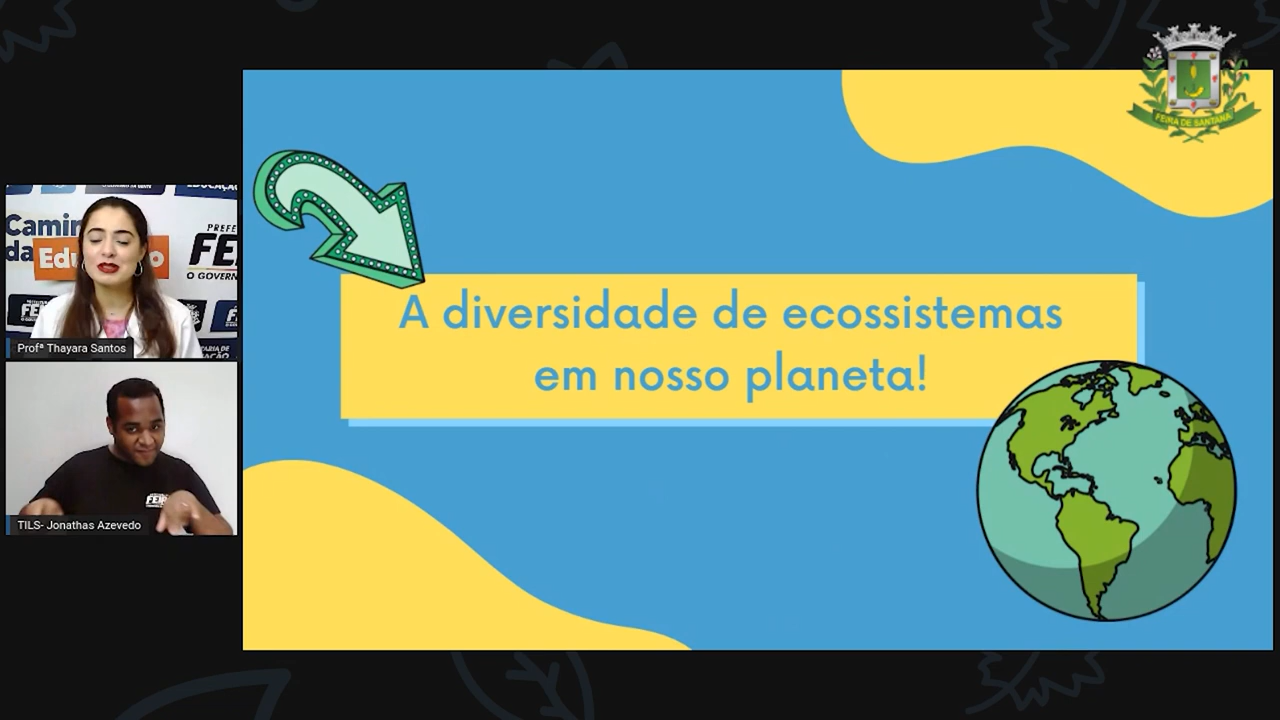 FEIRA DE SANTANA
A diversidade de ecossistemas
em nosso planeta!
Profª Thayara Santos
TILS- Jonathas Azevedo